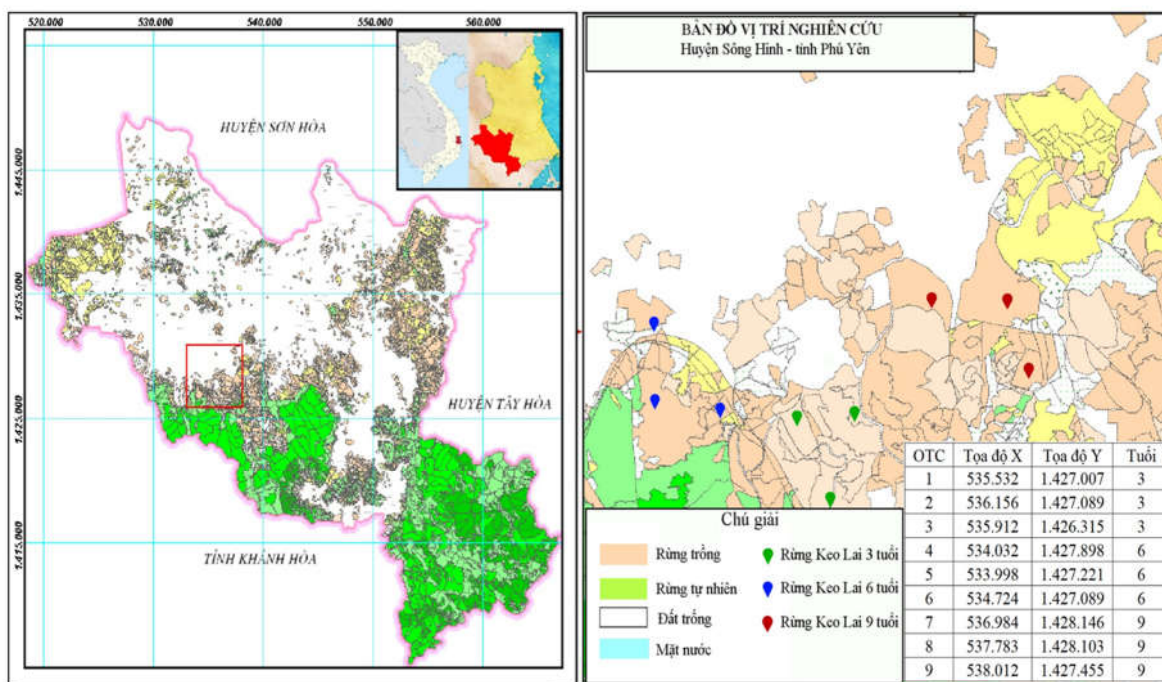 520.000 530.000 540.000 550.000 560.000
1.445.000
1.435.000
1.425.000
1.415.000
HUYỆN SƠN HÒA
HUYỆN TÂY HÒA
TỈNH KHÁNH HÒA
BẢN ĐỒ VỊ TRÍ NGHIÊN CỨU
Huyện Sông Hinh - tỉnh Phú Yên
Chú giải
Rừng trồng
Rừng tự nhiên
Đất trống
Mặt nước
Rừng Keo Lai 3 tuổi
Rừng Keo Lai 6 tuổi
Rừng Keo Lai 9 tuổi
OTC Tọa độ X Tọa độ Y Tuổi
1 535.532 1.427.007 3
2 536.156 1.427.089 3
3 535.912 1.426.315 3
4 534.032 1.427.898 6
5 533.998 1.427.221 6
6 534.724 1.427.089 6
7 536.984 1.428.146 9
8 537.783 1.428.103 9
9 538.012 1.427.455 9